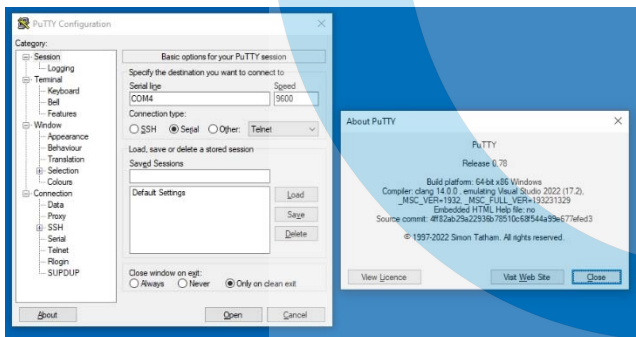 PuTTY Configuration
Category:
Session
Logging
Terminal
Keyboard
Bell
Features
Window
Appearance
Behaviour
Translation
Selection
Colours
Connection
Data
Proxy
SSH
Serial
Telnet
Rlogin
SUPDUP
Basic options for your PuTTY session
Specify the destination you want to connect to
Serial line Speed
COM4 9600
Connection type:
SSH Serial Other: Telnet
Load, save or delete a stored session
Saved Sessions
Default Settings
Load
Save
Delete
Close window on exit:
Always Never Only on clean exit
About Open Cancel
About PuTTY
PuTTY
Release 0.78
Build platform: 64-bit x86 Windows
Compiler: clang 14.0.0 , emulating Visual Studio 2022 (17.2),
_MSC_VER=1932, _MSC_FULL_VER=193231329
Embedded HTML Help file: no
Source commit: 4ff82ab29a22936b78510c68f544a99e677efed3
© 1997-2022 Simon Tatham. All rights reserved.
View Licence Visit Web Site Close